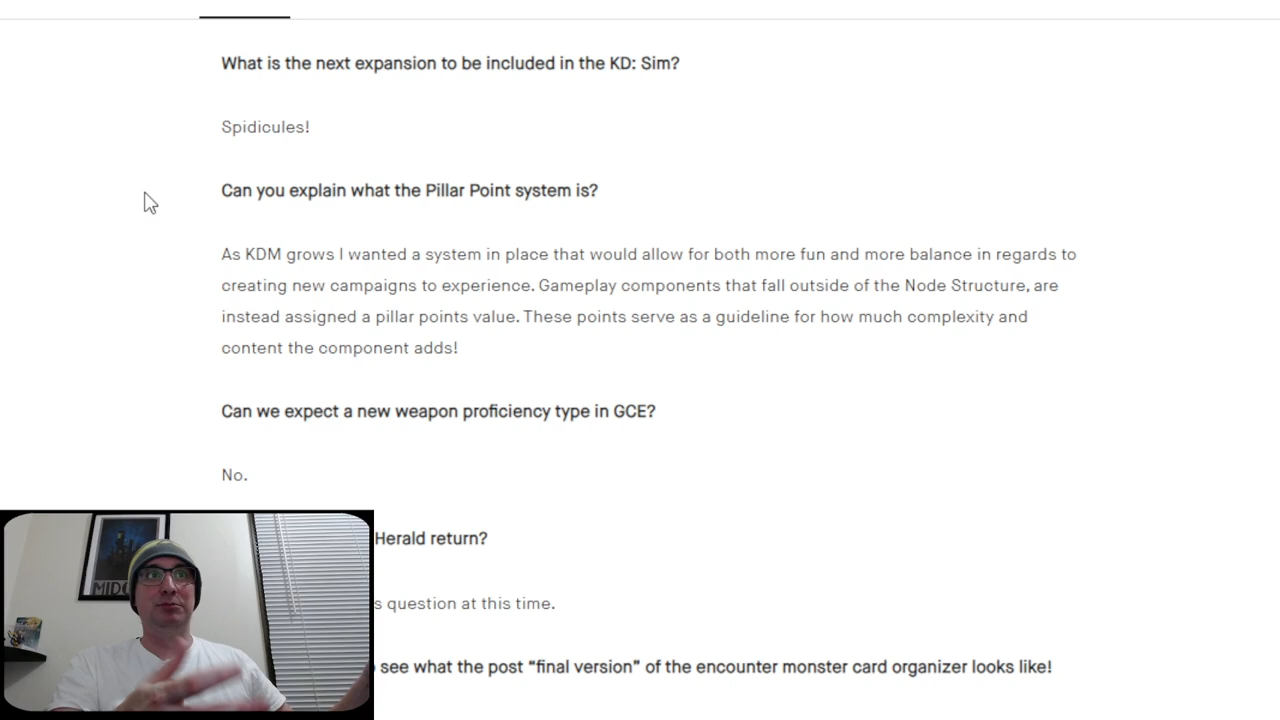 What is the next expansion to be included in the KD: Sim?
Spidicules!
Can you explain what the Pillar Point system is?
As KDM grows I wanted a system in place that would allow for both more fun and more balance in regards to
creating new campaigns to experience. Gameplay components that fall outside of the Node Structure, are
instead assigned a pillar points value. These points serve as a guideline for how much complexity and
content the component adds!
Can we expect a new weapon proficiency type in GCE?
No.
Herald return?
s question at this time.
see what the post “final version” of the encounter monster card organizer looks like!